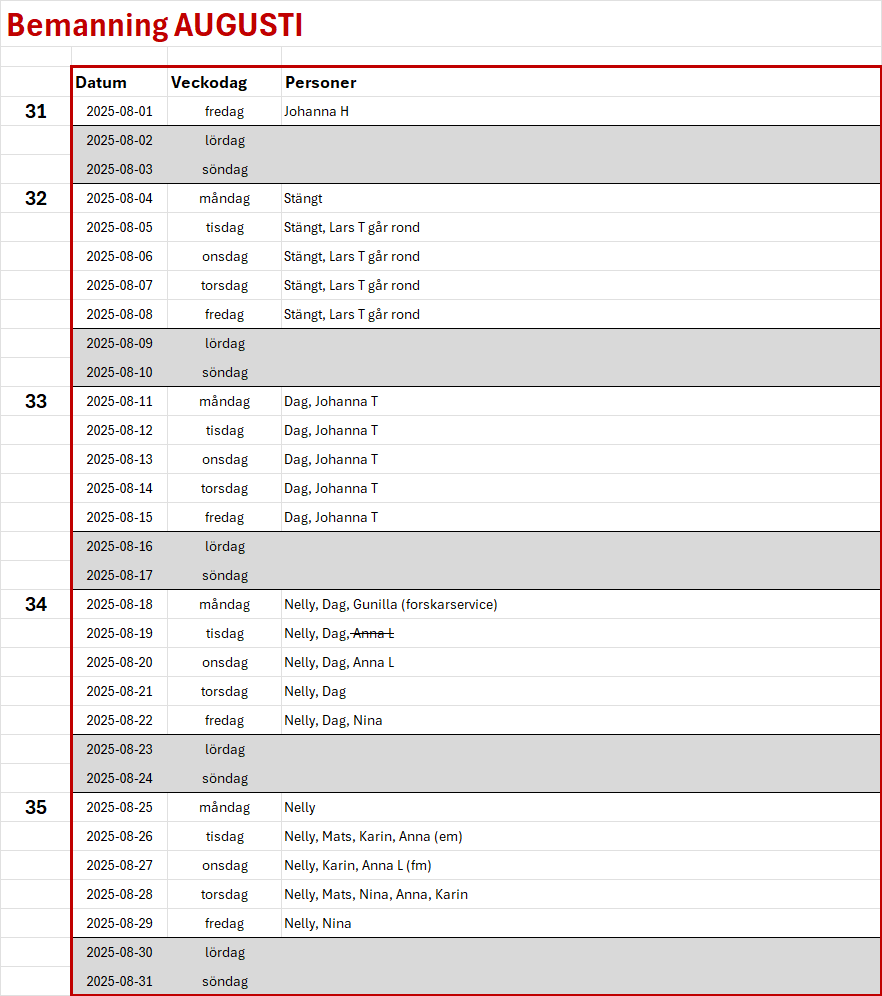 Bemanning AUGUSTI
Datum Veckodag Personer
31 2025-08-01 fredag Johanna H
2025-08-02 lördag
2025-08-03 söndag
32 2025-08-04 måndag Stängt
2025-08-05 tisdag Stängt, Lars T går rond
2025-08-06 onsdag Stängt, Lars T går rond
2025-08-07 torsdag Stängt, Lars T går rond
2025-08-08 fredag Stängt, Lars T går rond
2025-08-09 lördag
2025-08-10 söndag
33 2025-08-11 måndag Dag, Johanna T
2025-08-12 tisdag Dag, Johanna T
2025-08-13 onsdag Dag, Johanna T
2025-08-14 torsdag Dag, Johanna T
2025-08-15 fredag Dag, Johanna T
2025-08-16 lördag
2025-08-17 söndag
34 2025-08-18 måndag Nelly, Dag, Gunilla (forskarservice)
2025-08-19 tisdag Nelly, Dag, Anna L
2025-08-20 onsdag Nelly, Dag, Anna L
2025-08-21 torsdag Nelly, Dag
2025-08-22 fredag Nelly, Dag, Nina
2025-08-23 lördag
2025-08-24 söndag
35 2025-08-25 måndag Nelly
2025-08-26 tisdag Nelly, Mats, Karin, Anna (em)
2025-08-27 onsdag Nelly, Karin, Anna L (fm)
2025-08-28 torsdag Nelly, Mats, Nina, Anna, Karin
2025-08-29 fredag Nelly, Nina
2025-08-30 lördag
2025-08-31 söndag